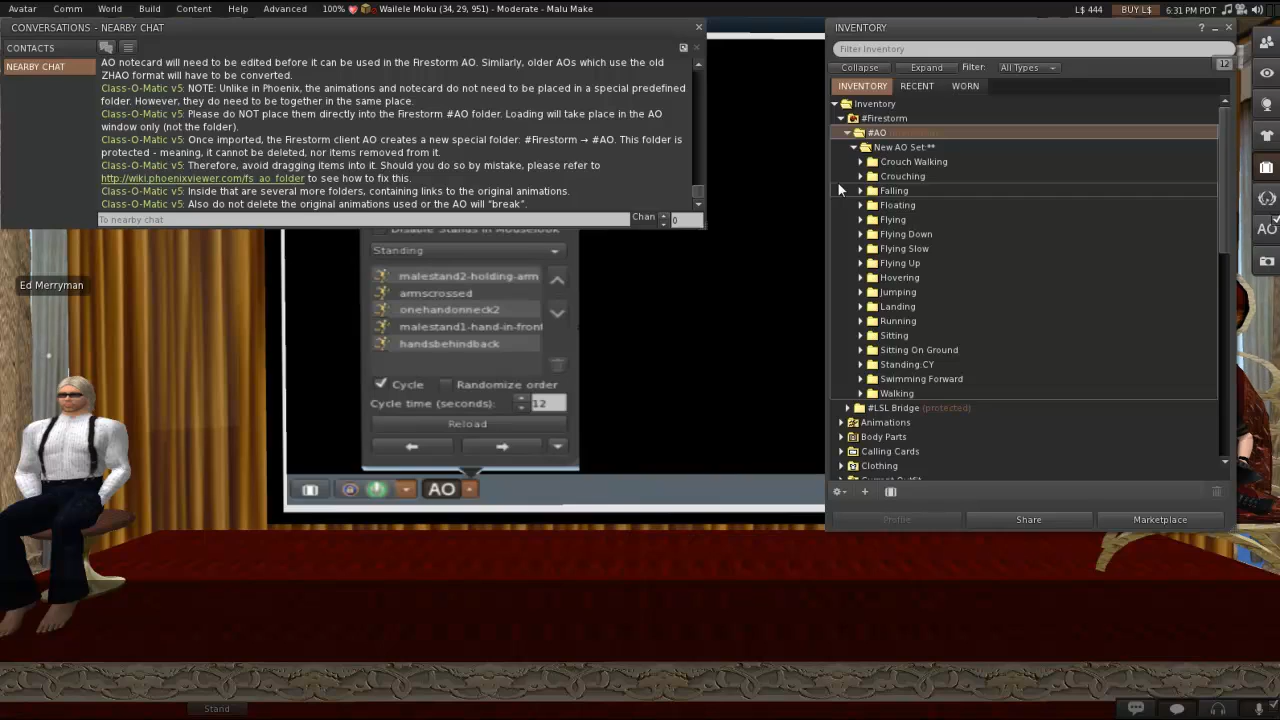 Avatar Comm World Build Content Help Advanced 100% Wailele Moku (34, 29, 951) - Moderate - Malu Make L$ 444 BUY L$ 6:31 PM PDT
CONVERSATIONS - NEARBY CHAT
CONTACTS
NEARBY CHAT
AO notecard will need to be edited before it can be used in the Firestorm AO. Similarly, older AOs which use the old
ZHAO format will have to be converted.
Class-O-Matic v5: NOTE: Unlike in Phoenix, the animations and notecard do not need to be placed in a special predefined
folder. However, they do need to be together in the same place.
Class-O-Matic v5: Please do NOT place them directly into the Firestorm #AO folder. Loading will take place in the AO
window only (not the folder).
Class-O-Matic v5: Once imported, the Firestorm client AO creates a new special folder: #Firestorm → #AO. This folder is
protected - meaning, it cannot be deleted, nor items removed from it.
Class-O-Matic v5: Therefore, avoid dragging items into it. Should you do so by mistake, please refer to
http://wiki.phoenixviewer.com/fs_ao_folder to see how to fix this.
Class-O-Matic v5: Inside that are several more folders, containing links to the original animations.
Class-O-Matic v5: Also do not delete the original animations used or the AO will "break".
To nearby chat
Chan 0
Standing
malestand2-holding-arm
armscrossed
onehandonneck2
malestand1-hand-in-front
handsbehindback
Cycle Randomize order
Cycle time (seconds): 12
Reload
AO
Ed Merryman
Stand
INVENTORY
Filter Inventory
Collapse Expand Filter: All Types 12
INVENTORY RECENT WORN
Inventory
#Firestorm
#AO
New AO Set:**
Crouch Walking
Crouching
Falling
Floating
Flying
Flying Down
Flying Slow
Flying Up
Hovering
Jumping
Landing
Running
Sitting
Sitting On Ground
Standing:CY
Swimming Forward
Walking
#LSL Bridge (protected)
Animations
Body Parts
Calling Cards
Clothing
Profile Share Marketplace
AO